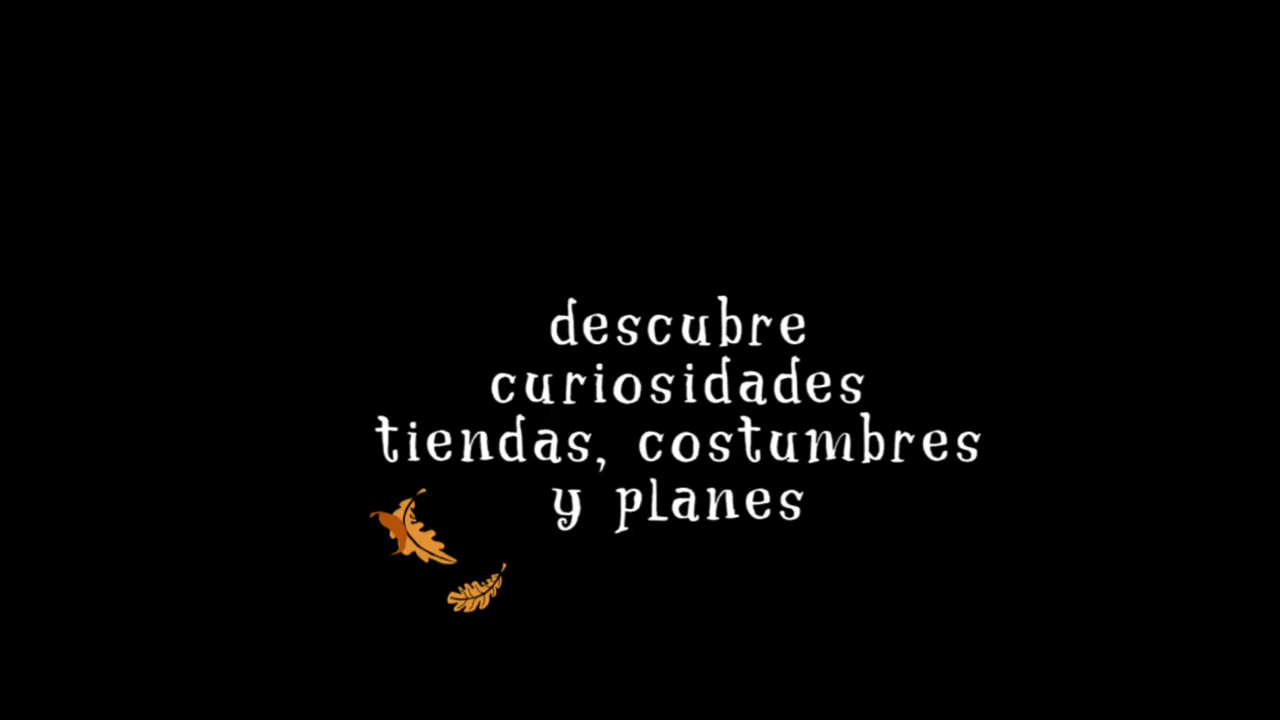 descubre
curiosidades
tiendas, costumbres
y planes